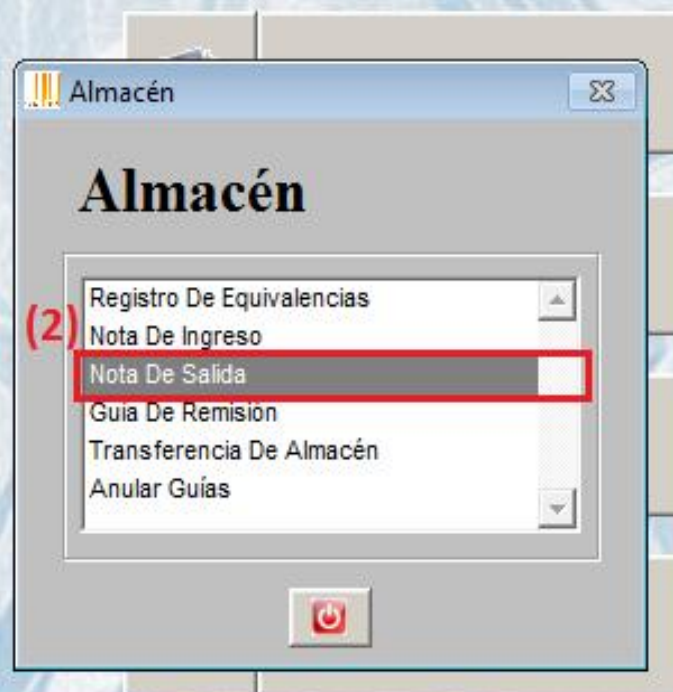 Almacén
Almacén
Registro De Equivalencias
(2)
Nota De Ingreso
Nota De Salida
Guia De Remisión
Transferencia De Almacén
Anular Guías